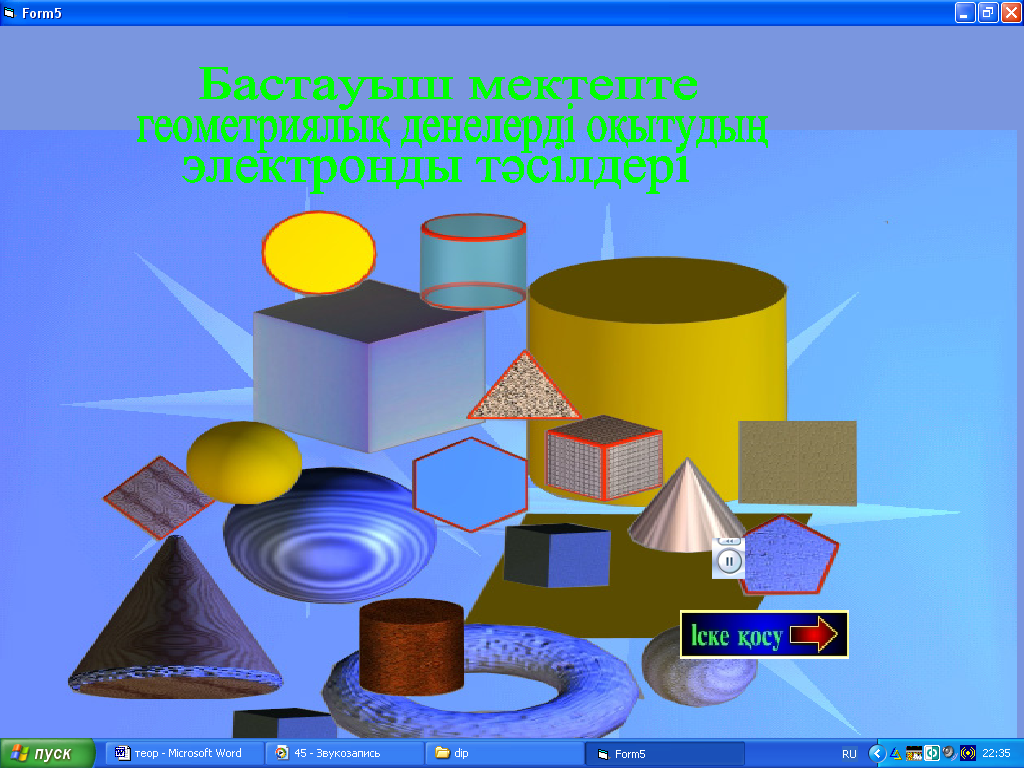 Form5
Бастауыш мектепте
геометриялық денелерді оқытудың
электронды тәсілдері
Іске қосу
пуск
теор - Microsoft Word
45 - Звукозапись
dip
Form5
RU
22:35